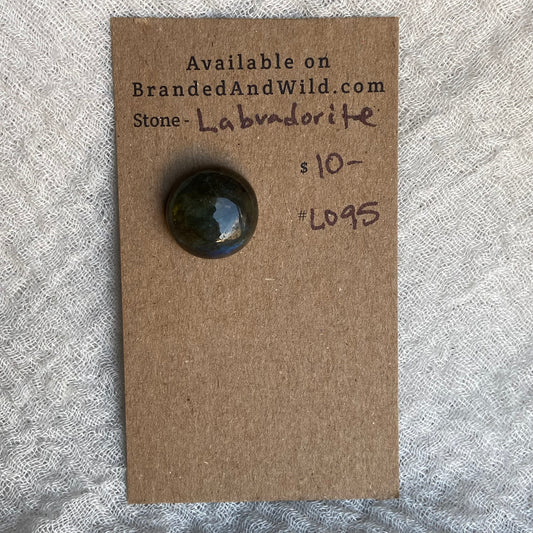 Available on
BrandedAndWild.com
Stone - Labradorite
$ 10-
# L095